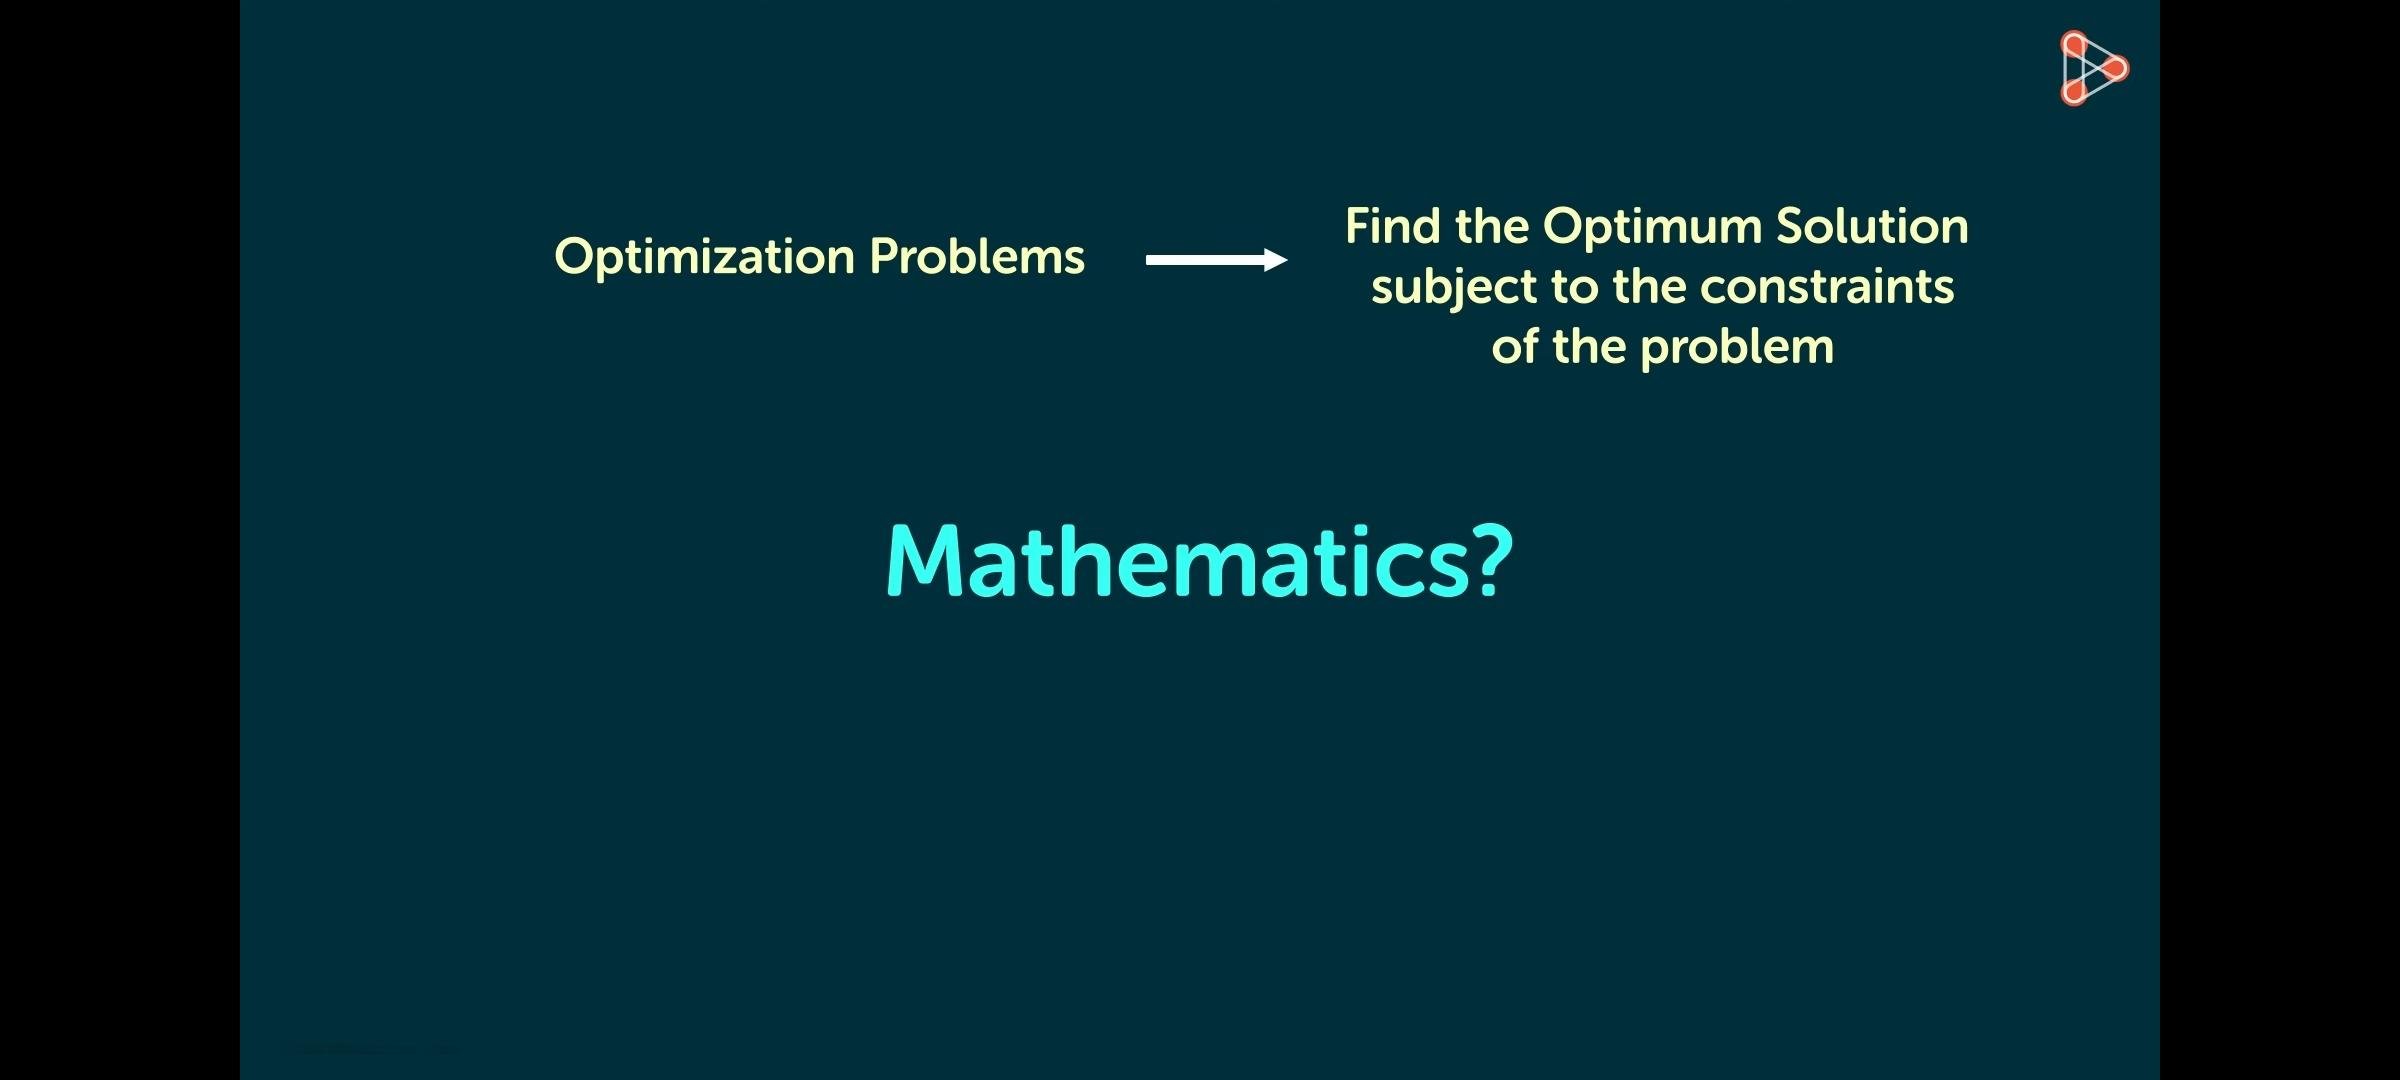 Optimization Problems
Find the Optimum Solution
subject to the constraints
of the problem
Mathematics?